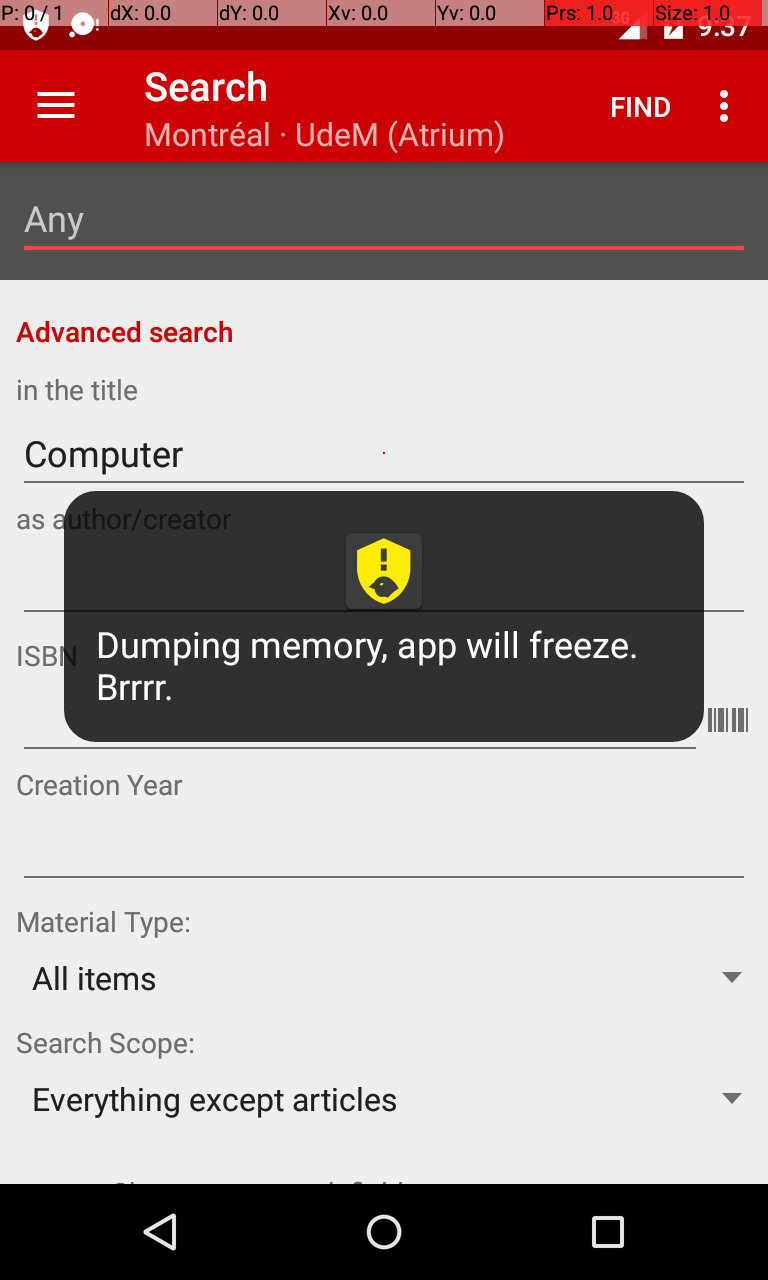 P: 0 / 1 dX: 0.0 dY: 0.0 Xv: 0.0 Yv: 0.0 Prs: 1.0 Size: 1.0
3G 9:37
Search
Montréal · UdeM (Atrium)
FIND
Any
Advanced search
in the title
Computer
as author/creator
Dumping memory, app will freeze.
Brrrr.
ISBN
Creation Year
Material Type:
All items
Search Scope:
Everything except articles